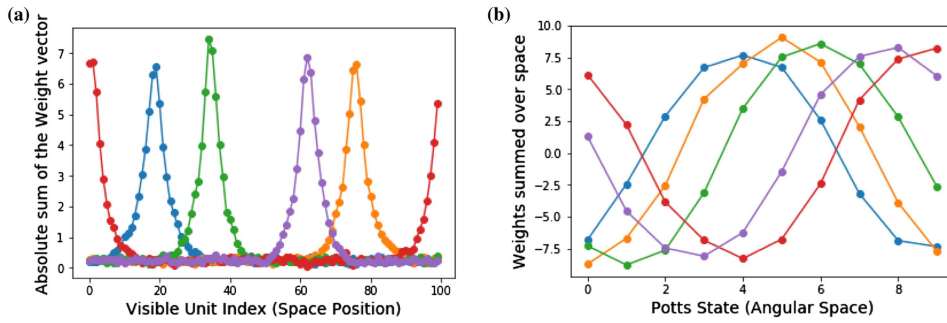 (a)
Absolute sum of the Weight vector
7
6
5
4
3
2
1
0
0 20 40 60 80 100
Visible Unit Index (Space Position)
(b)
Weights summed over space
10.0
7.5
5.0
2.5
0.0
−2.5
−5.0
−7.5
0 2 4 6 8
Potts State (Angular Space)